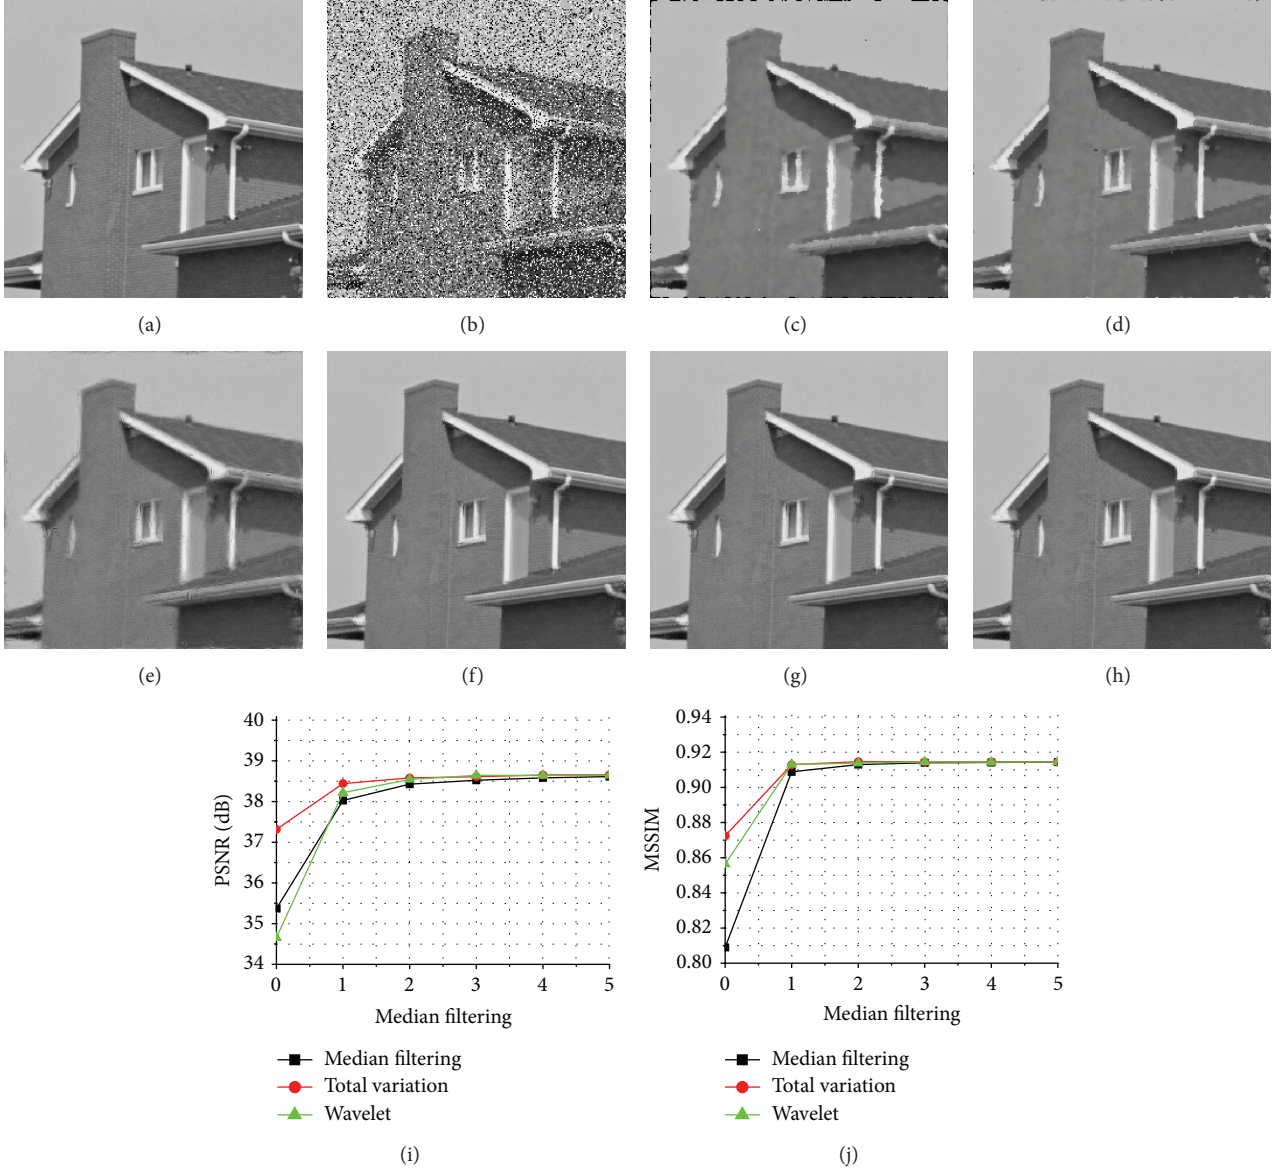 (a)
(b)
(c)
(d)
(e)
(f)
(g)
(h)
40
39
38
37
36
35
34
PSNR (dB)
0 1 2 3 4 5
Median filtering
Median filtering
Total variation
Wavelet
(i)
0.94
0.92
0.90
0.88
0.86
0.84
0.82
0.80
MSSIM
0 1 2 3 4 5
Median filtering
Median filtering
Total variation
Wavelet
(j)